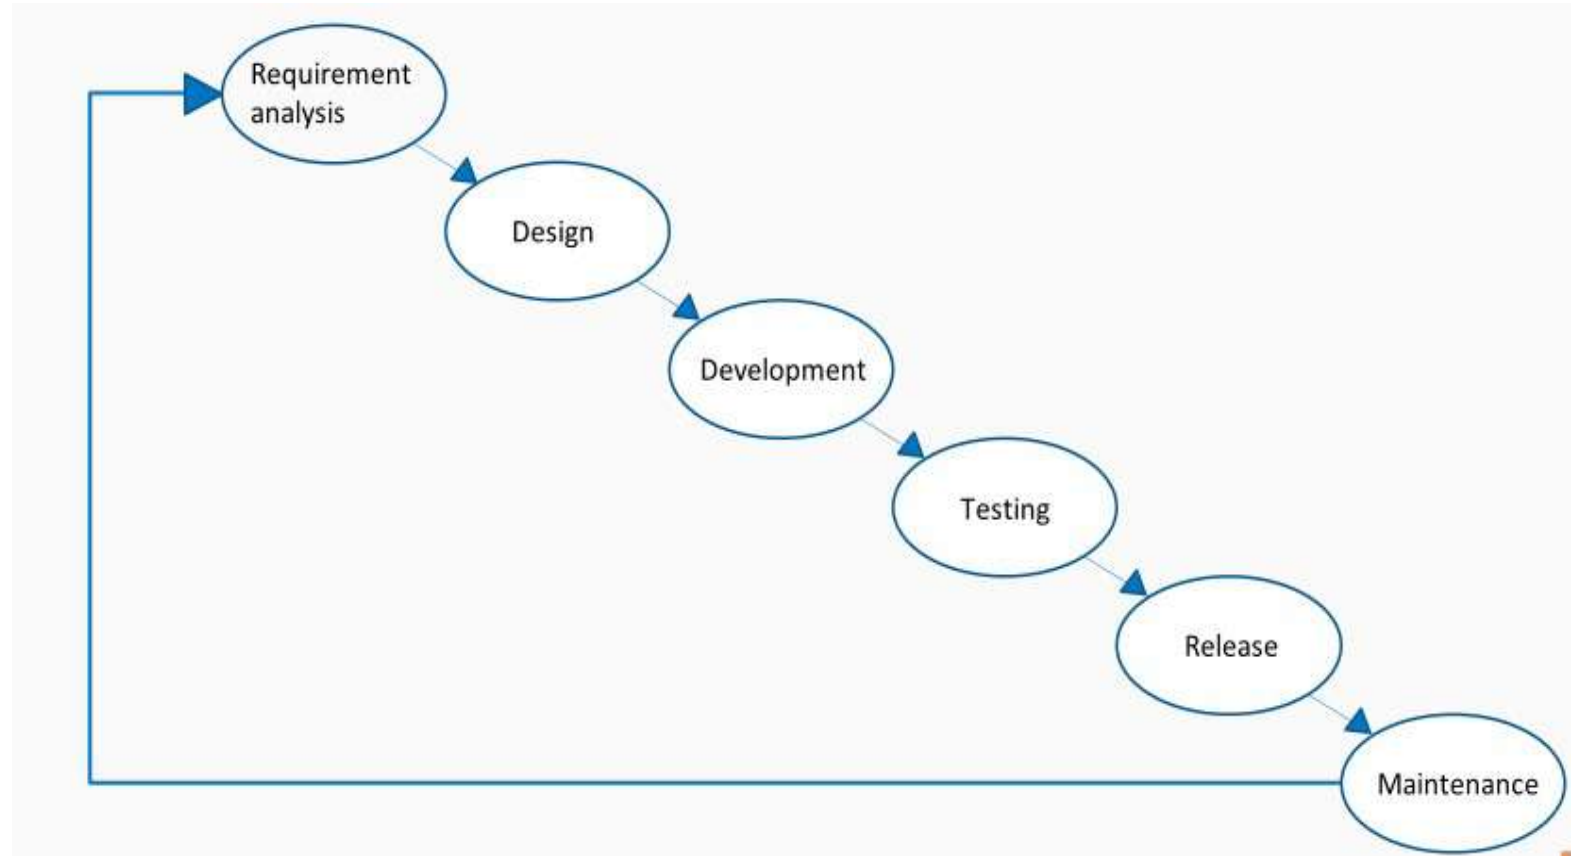 Requirement
analysis
Design
Development
Testing
Release
Maintenance